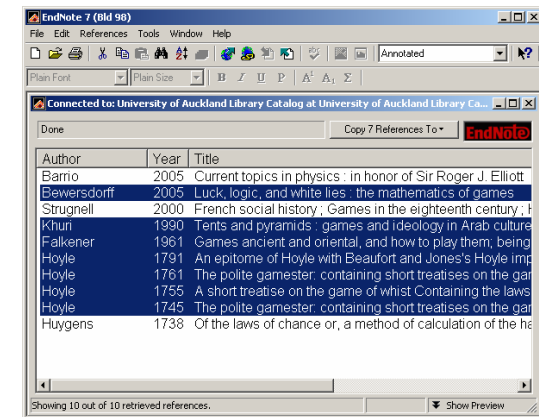 EndNote 7 (Bld 98)
File Edit References Tools Window Help
Annotated
Plain Font Plain Size B I U P A¹ A₁ Σ
Connected to: University of Auckland Library Catalog at University of Auckland Library Ca...
Done Copy 7 References To EndNote
Author Year Title
Barrio 2005 Current topics in physics : in honor of Sir Roger J. Elliott
Bewersdorff 2005 Luck, logic, and white lies : the mathematics of games
Strugnell 2000 French social history ; Games in the eighteenth century ; H
Khuri 1990 Tents and pyramids : games and ideology in Arab culture
Falkener 1961 Games ancient and oriental, and how to play them; being
Hoyle 1791 An epitome of Hoyle with Beaufort and Jones's Hoyle imp
Hoyle 1761 The polite gamester: containing short treatises on the gar
Hoyle 1755 A short treatise on the game of whist Containing the laws
Hoyle 1745 The polite gamester: containing short treatises on the gar
Huygens 1738 Of the laws of chance or, a method of calculation of the ha
Showing 10 out of 10 retrieved references. Show Preview